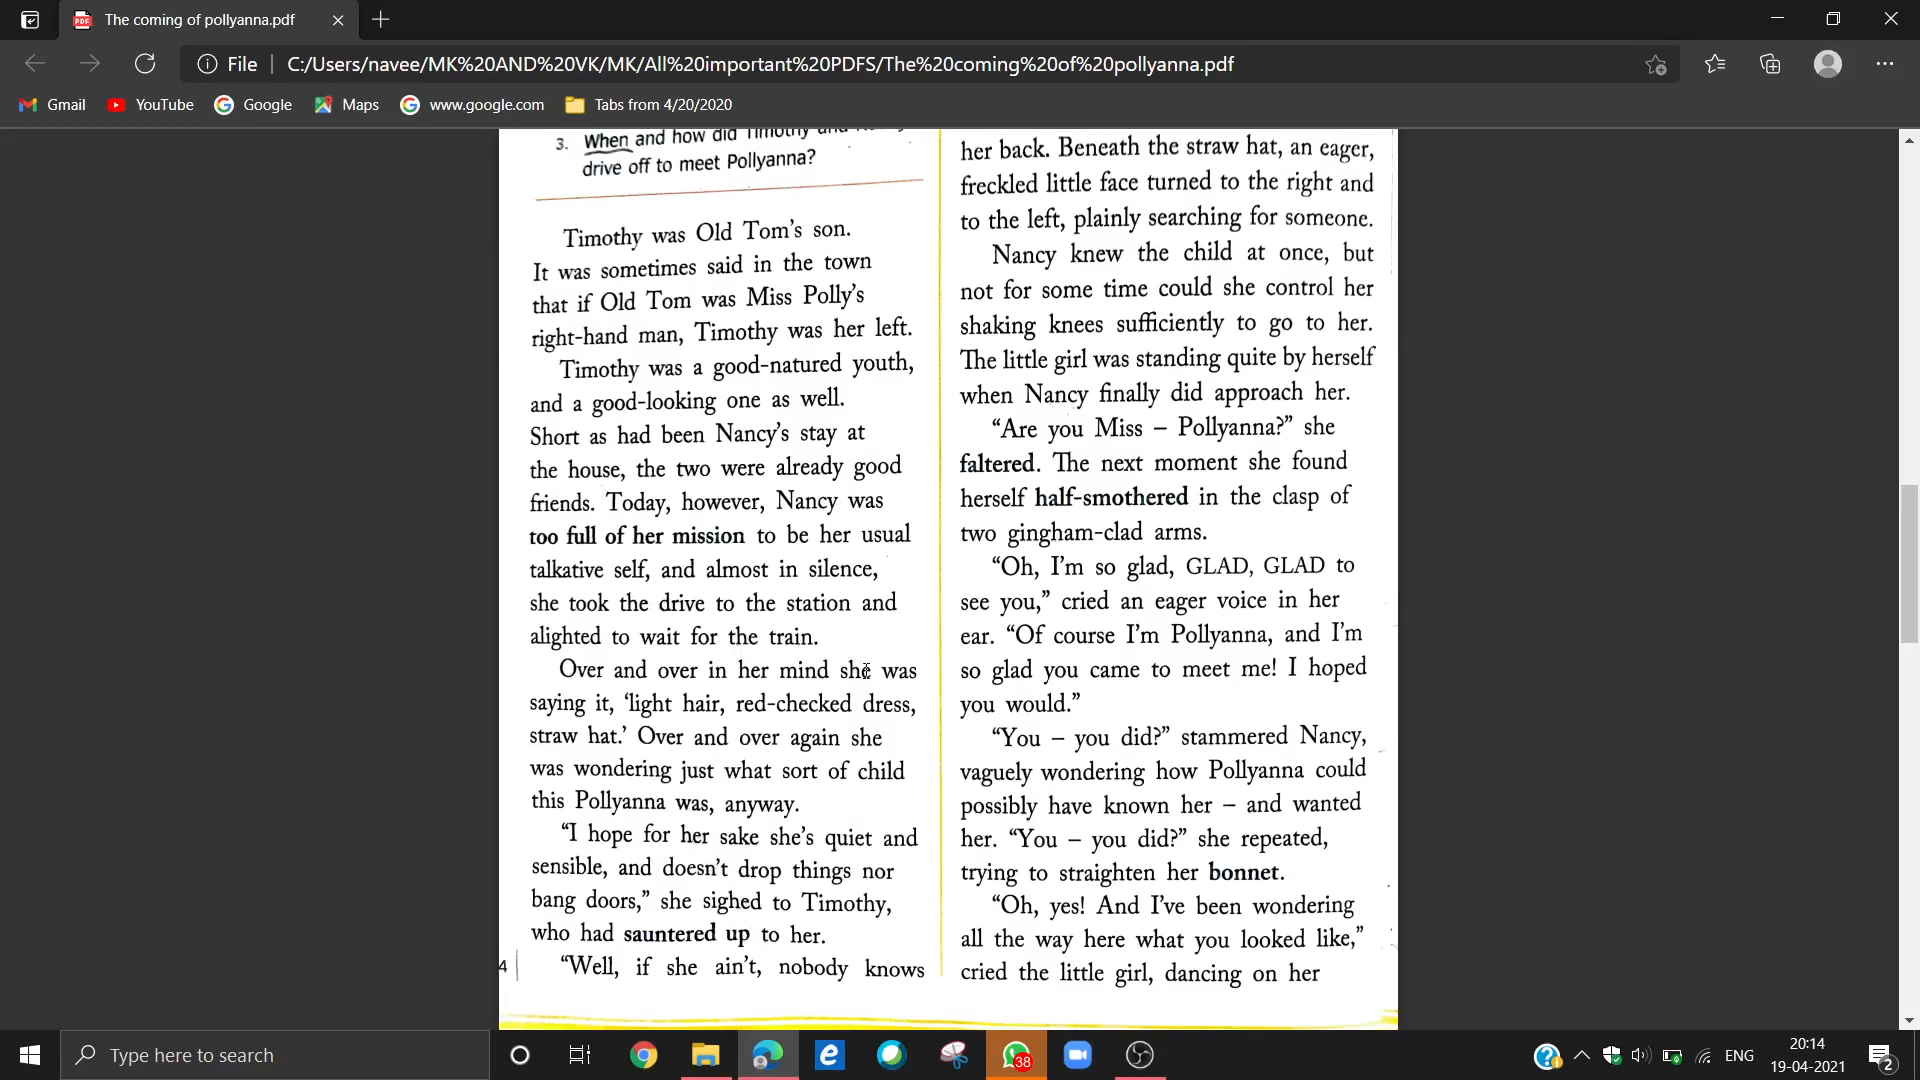 The coming of pollyanna.pdf
File
C:/Users/navee/MK%20AND%20VK/MK/All%20important%20PDFS/The%20coming%20of%20pollyanna.pdf
Gmail YouTube Google Maps www.google.com Tabs from 4/20/2020
3. When and how did Timothy and
drive off to meet Pollyanna?
Timothy was Old Tom's son.
It was sometimes said in the town
that if Old Tom was Miss Polly's
right-hand man, Timothy was her left.
Timothy was a good-natured youth,
and a good-looking one as well.
Short as had been Nancy's stay at
the house, the two were already good
friends. Today, however, Nancy was
too full of her mission to be her usual
talkative self, and almost in silence,
she took the drive to the station and
alighted to wait for the train.
Over and over in her mind she was
saying it, 'light hair, red-checked dress,
straw hat.' Over and over again she
was wondering just what sort of child
this Pollyanna was, anyway.
"I hope for her sake she's quiet and
sensible, and doesn't drop things nor
bang doors," she sighed to Timothy,
who had sauntered up to her.
"Well, if she ain't, nobody knows
4
her back. Beneath the straw hat, an eager,
freckled little face turned to the right and
to the left, plainly searching for someone.
Nancy knew the child at once, but
not for some time could she control her
shaking knees sufficiently to go to her.
The little girl was standing quite by herself
when Nancy finally did approach her.
"Are you Miss – Pollyanna?" she
faltered. The next moment she found
herself half-smothered in the clasp of
two gingham-clad arms.
"Oh, I'm so glad, GLAD, GLAD to
see you," cried an eager voice in her
ear. "Of course I'm Pollyanna, and I'm
so glad you came to meet me! I hoped
you would."
"You – you did?" stammered Nancy,
vaguely wondering how Pollyanna could
possibly have known her – and wanted
her. "You – you did?" she repeated,
trying to straighten her bonnet.
"Oh, yes! And I've been wondering
all the way here what you looked like,"
cried the little girl, dancing on her
Type here to search
38
ENG
20:14
19-04-2021
2